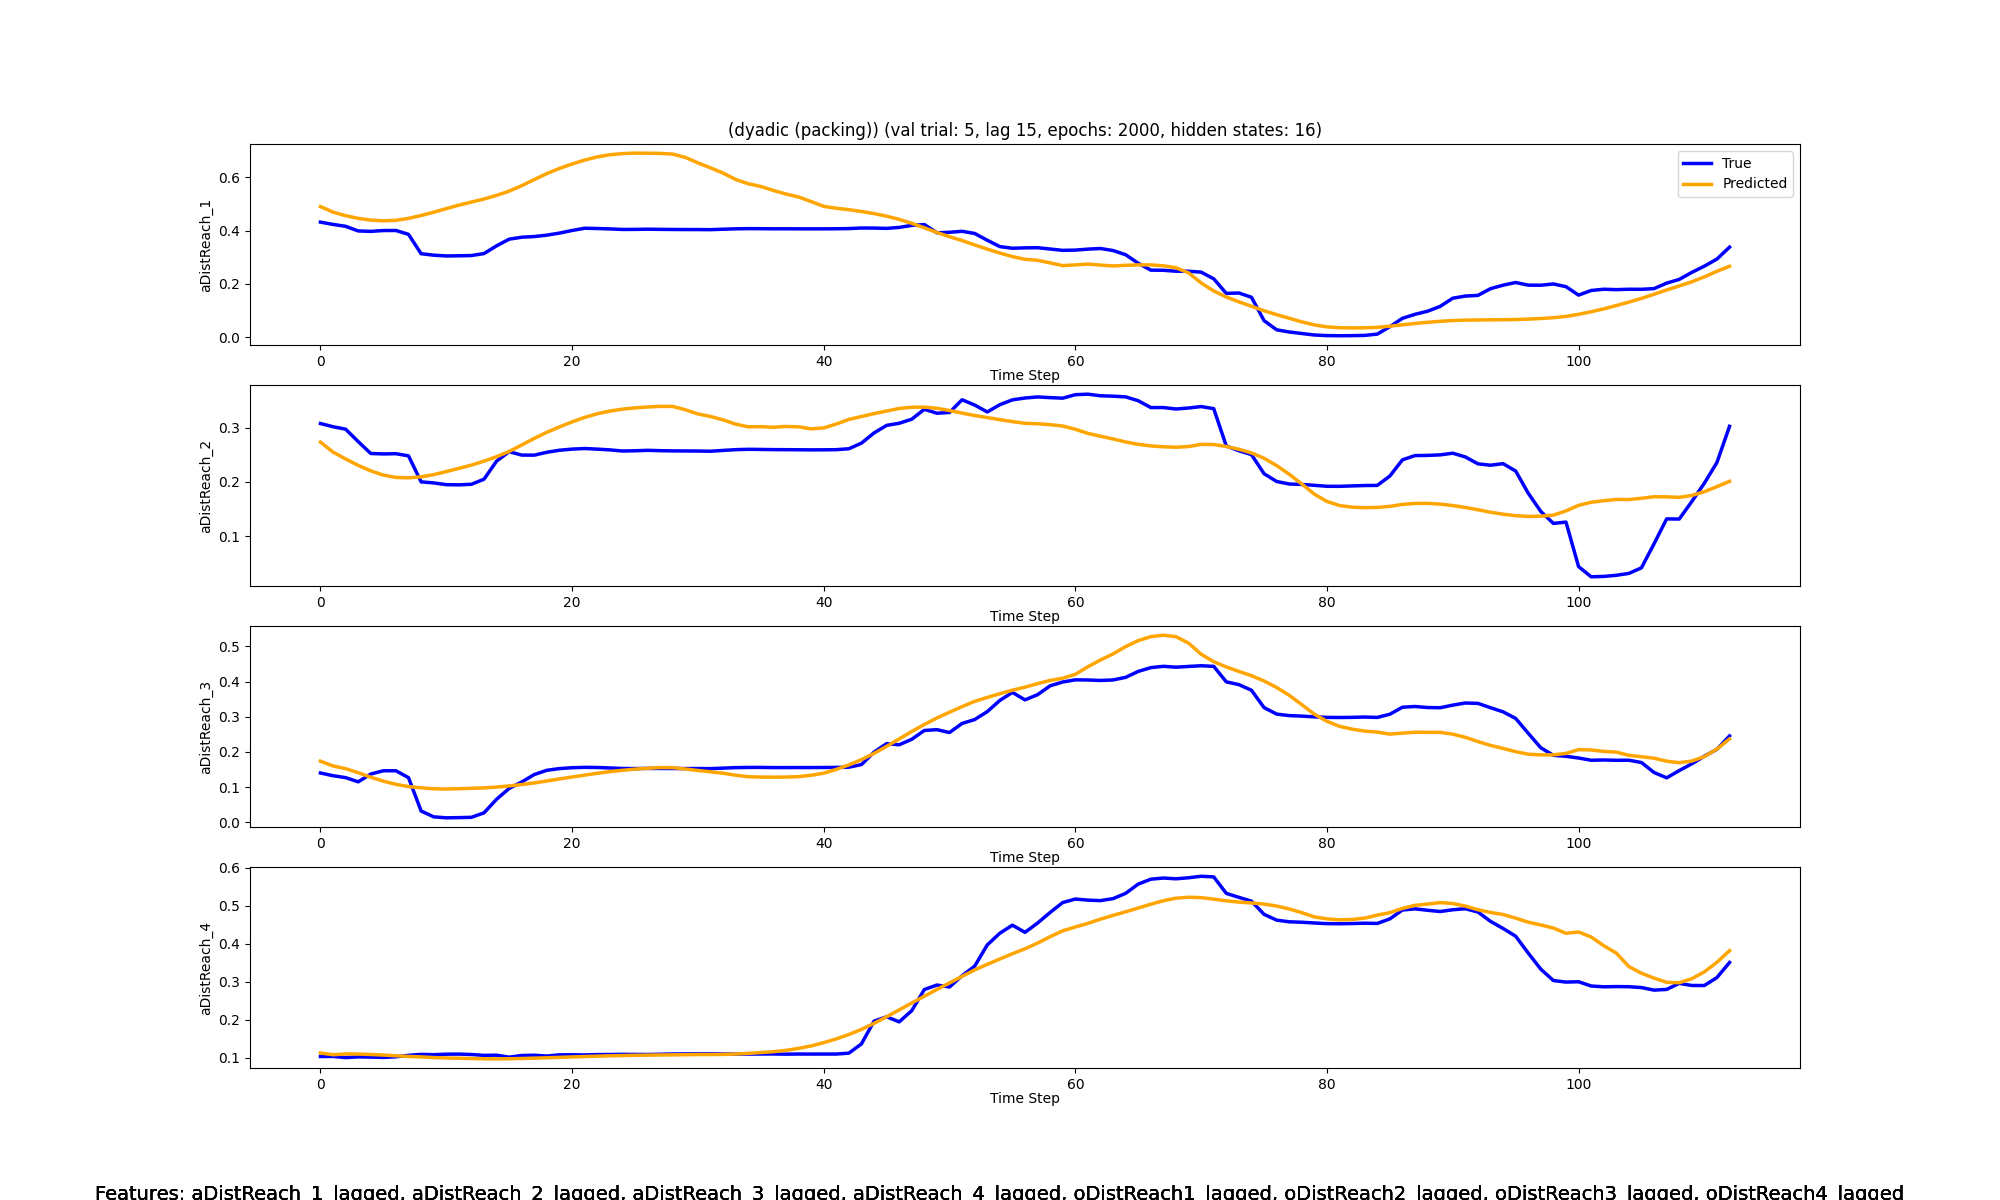 (dyadic (packing)) (val trial: 5, lag 15, epochs: 2000, hidden states: 16)
True
Predicted
aDistReach_1
0.6
0.4
0.2
0.0
0 20 40 60 80 100
Time Step
aDistReach_2
0.3
0.2
0.1
0 20 40 60 80 100
Time Step
aDistReach_3
0.5
0.4
0.3
0.2
0.1
0.0
0 20 40 60 80 100
Time Step
aDistReach_4
0.6
0.5
0.4
0.3
0.2
0.1
0 20 40 60 80 100
Time Step
Features: aDistReach_1_lagged, aDistReach_2_lagged, aDistReach_3_lagged, aDistReach_4_lagged, oDistReach1_lagged, oDistReach2_lagged, oDistReach3_lagged, oDistReach4_lagged